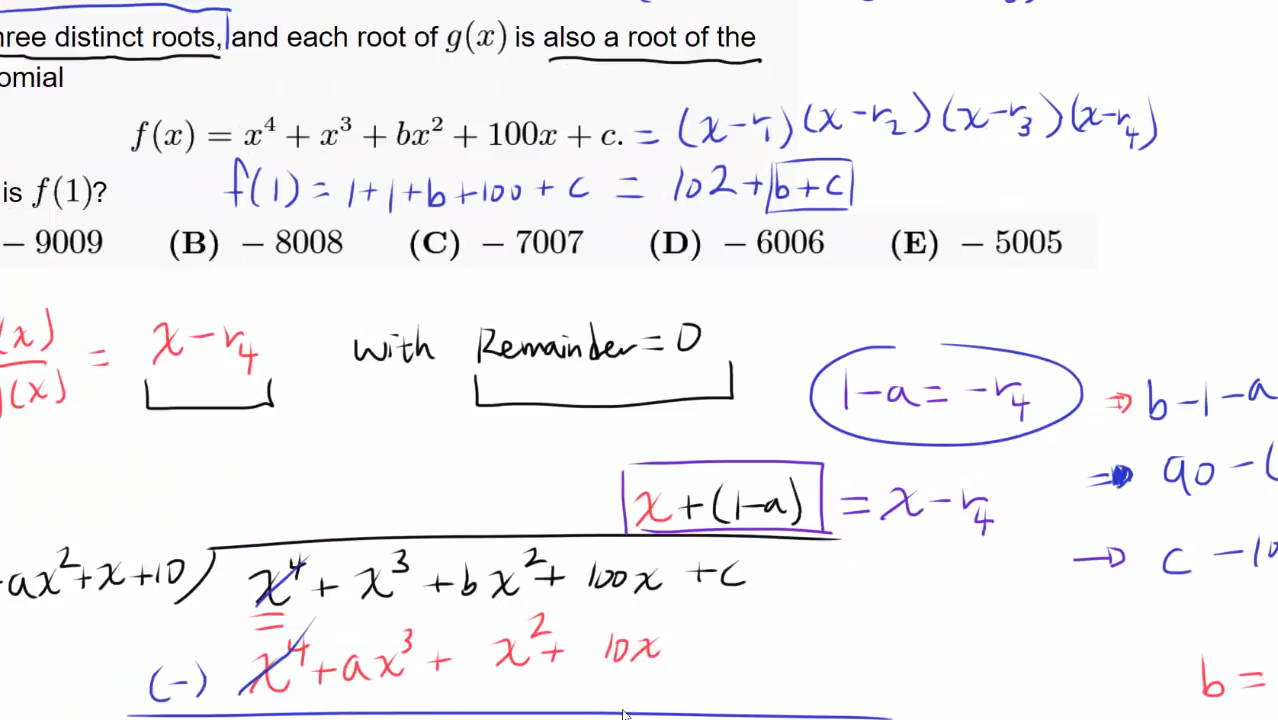 hree distinct roots, and each root of g(x) is also a root of the
omial
f(x) = x⁴ + x³ + bx² + 100x + c. = (x-r₁)(x-r₂)(x-r₃)(x-r₄)
is f(1)? f(1) = 1+1+b+100+c = 102+b+c
– 9009 (B) – 8008 (C) – 7007 (D) – 6006 (E) – 5005
(x)/(x) = x-r₄ with Remainder=0
1-a = -r₄ ⇒ b-1-a
⇒ 90-(
x+(1-a) = x-r₄
→ c-10
ax²+x+10 ) x⁴ + x³ + bx² + 100x + c
(-) x⁴+ax³+ x²+ 10x
b=